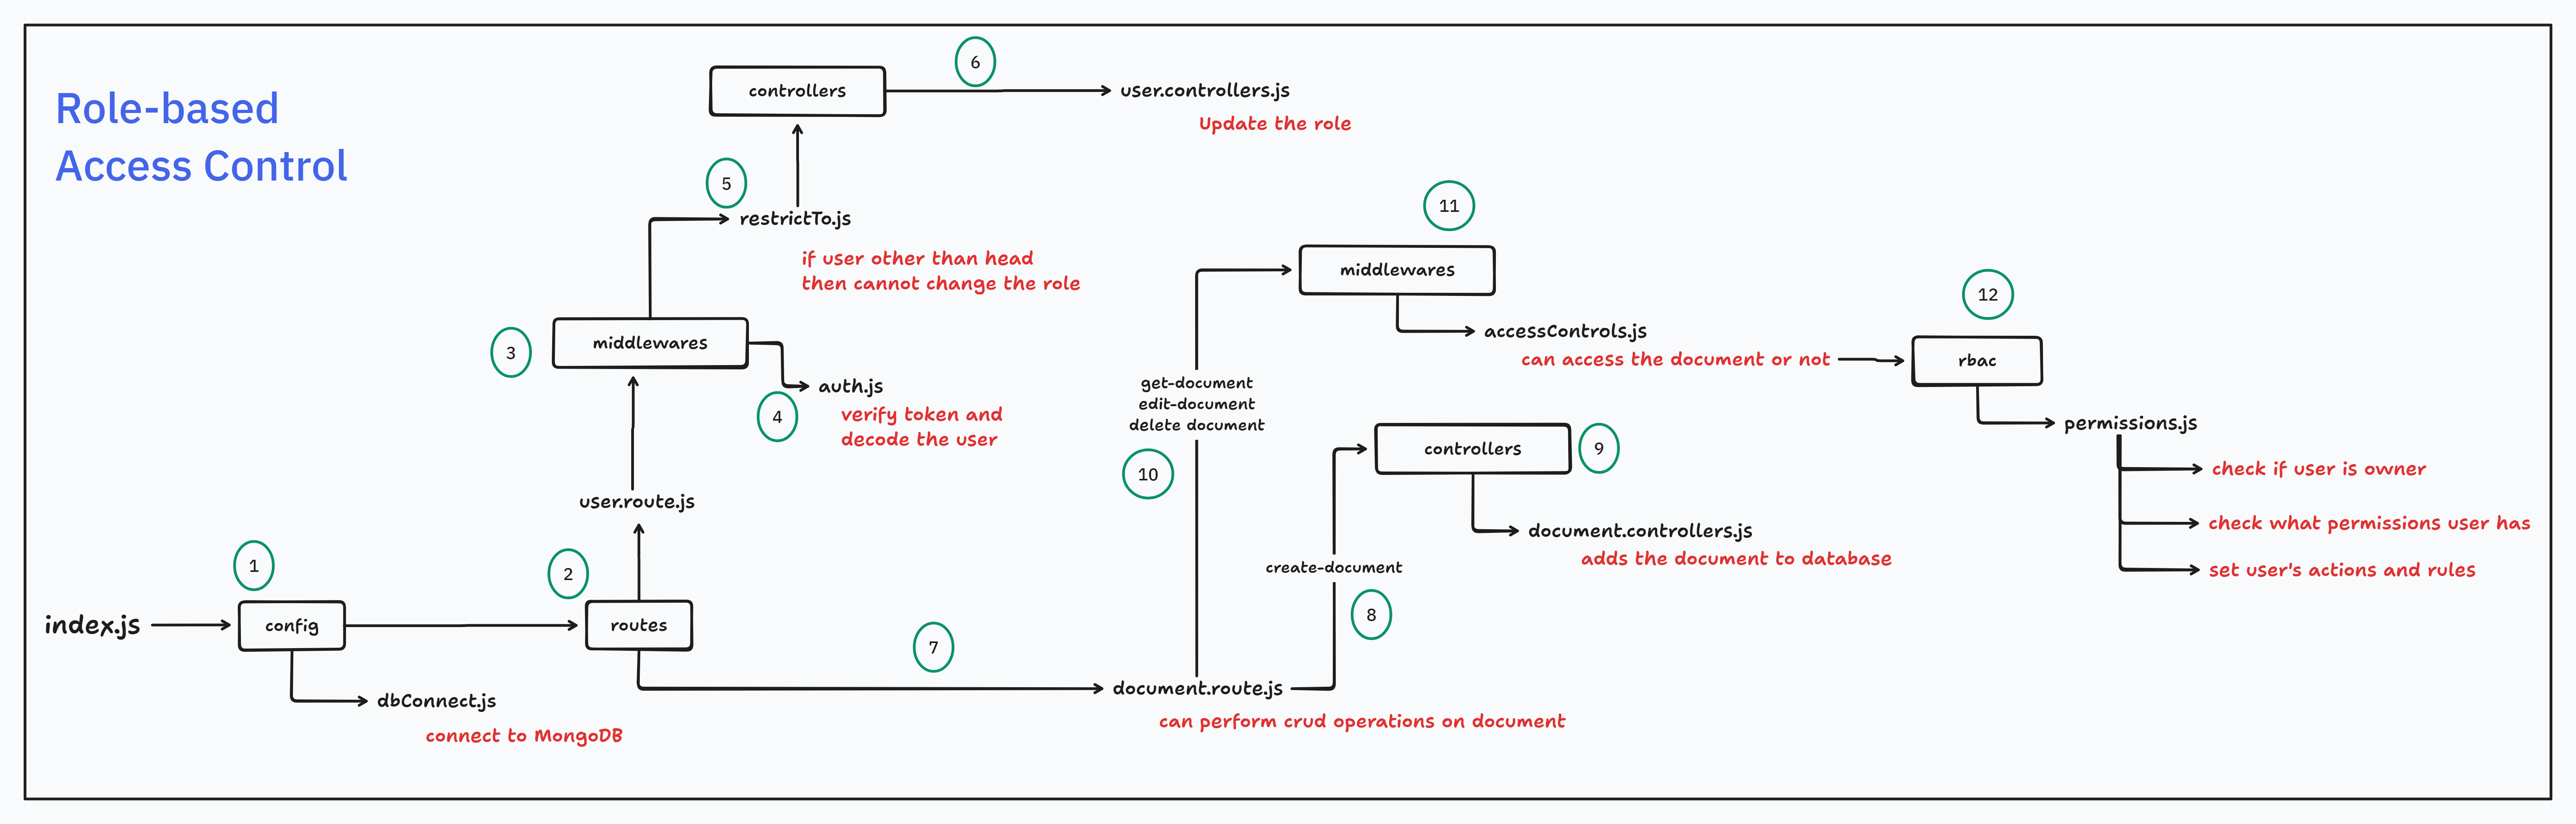 Role-based
Access Control
6
controllers
user.controllers.js
Update the role
5
restrictTo.js
if user other than head
then cannot change the role
3
middlewares
auth.js
4
verify token and
decode the user
user.route.js
1
2
index.js
config
routes
dbConnect.js
connect to MongoDB
7
document.route.js
can perform crud operations on document
8
create-document
9
controllers
document.controllers.js
adds the document to database
10
get-document
edit-document
delete document
11
middlewares
accessControls.js
can access the document or not
12
rbac
permissions.js
check if user is owner
check what permissions user has
set user's actions and rules